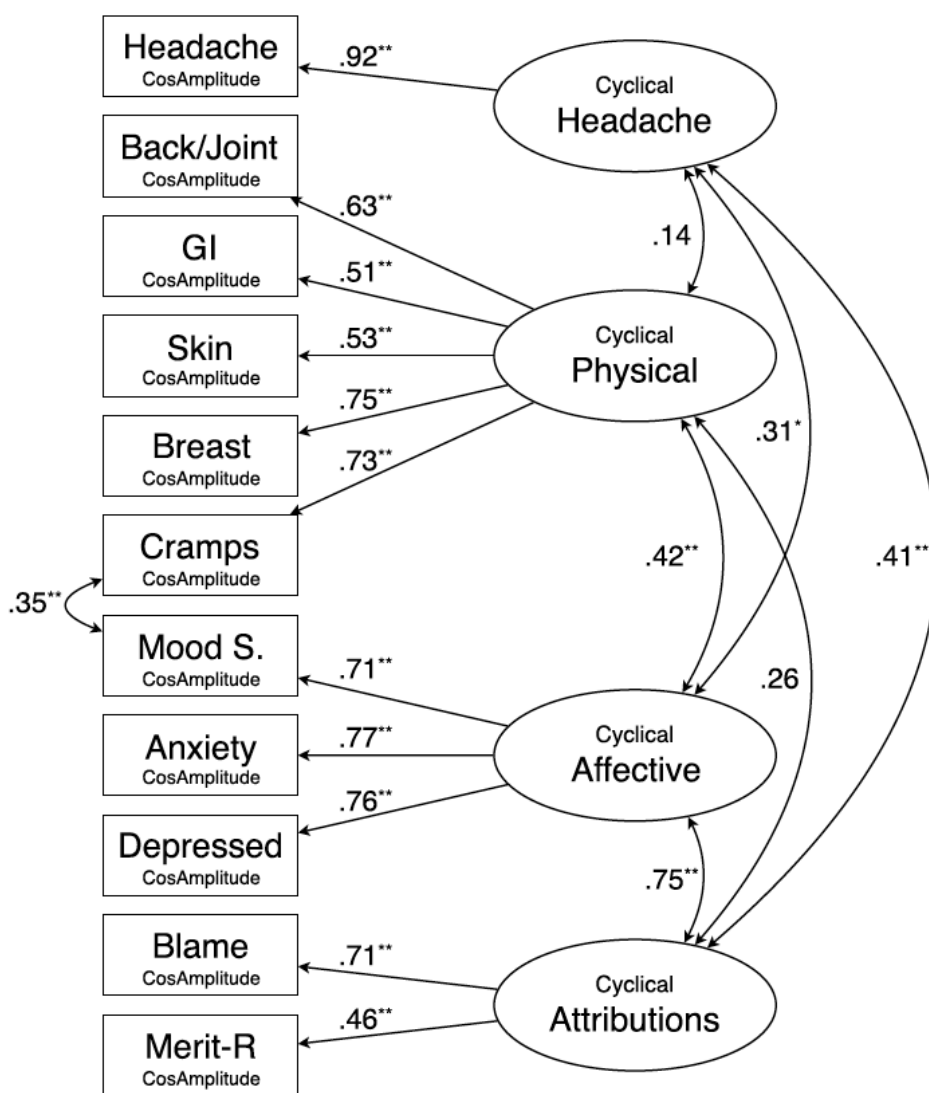 Headache
CosAmplitude
.92**
Cyclical
Headache
Back/Joint
CosAmplitude
.63**
.14
GI
CosAmplitude
.51**
Skin
CosAmplitude
.53**
Cyclical
Physical
Breast
CosAmplitude
.75**
.31*
Cramps
CosAmplitude
.73**
.42**
.41**
.35**
Mood S.
CosAmplitude
.71**
.26
Anxiety
CosAmplitude
.77**
Cyclical
Affective
Depressed
CosAmplitude
.76**
.75**
Blame
CosAmplitude
.71**
Cyclical
Attributions
Merit-R
CosAmplitude
.46**